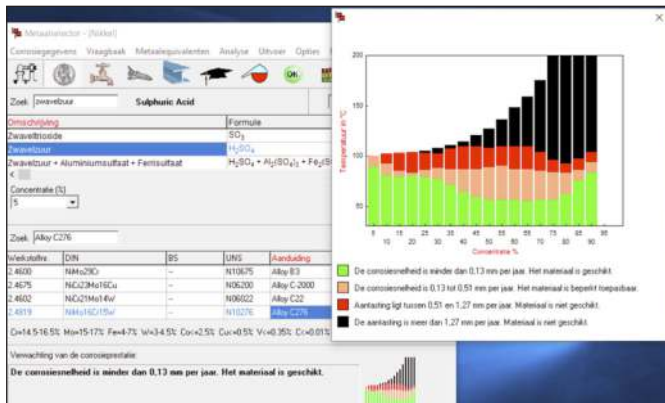 Metaalselector - (Nikkel)
Corrosiegegevens Vraagbaak Metaalequivalenten Analyse Uitvoer Opties
OK
Zoek: zwavelzuur Sulphuric Acid
Omschrijving Formule
Zwaveltrioxide SO3
Zwavelzuur H2SO4
Zwavelzuur + Aluminiumsulfaat + Ferrisulfaat H2SO4 + Al2(SO4)3 + Fe2(S
Concentratie (%)
5
Zoek: Alloy C276
Werkstoffnr. DIN BS UNS Aanduiding
2.4600 NiMo29Cr -- N10675 Alloy B3
2.4675 NiCr23Mo16Cu -- N06200 Alloy C-2000
2.4602 NiCr21Mo14W -- N06022 Alloy C22
2.4819 NiMo16Cr15W -- N10276 Alloy C276
Cr=14.5-16.5% Mo=15-17% Fe=4-7% W=3-4.5% Co<=2.5% Cu<=0.5% V<=0.35% C<=0.01%
Verwachting van de corrosieprestatie:
De corrosiesnelheid is minder dan 0,13 mm per jaar. Het materiaal is geschikt.
Temperatuur in °C
200
150
100
50
5 15 25 35 45 55 65 75 85 95
10 20 30 40 50 60 70 80 90
Concentratie %
De corrosiesnelheid is minder dan 0,13 mm per jaar. Het materiaal is geschikt.
De corrosiesnelheid is 0,13 tot 0,51 mm per jaar. Het materiaal is beperkt toepasbaar.
Aantasting ligt tussen 0,51 en 1,27 mm per jaar. Materiaal is niet geschikt.
De aantasting is meer dan 1,27 mm per jaar. Materiaal is niet geschikt.